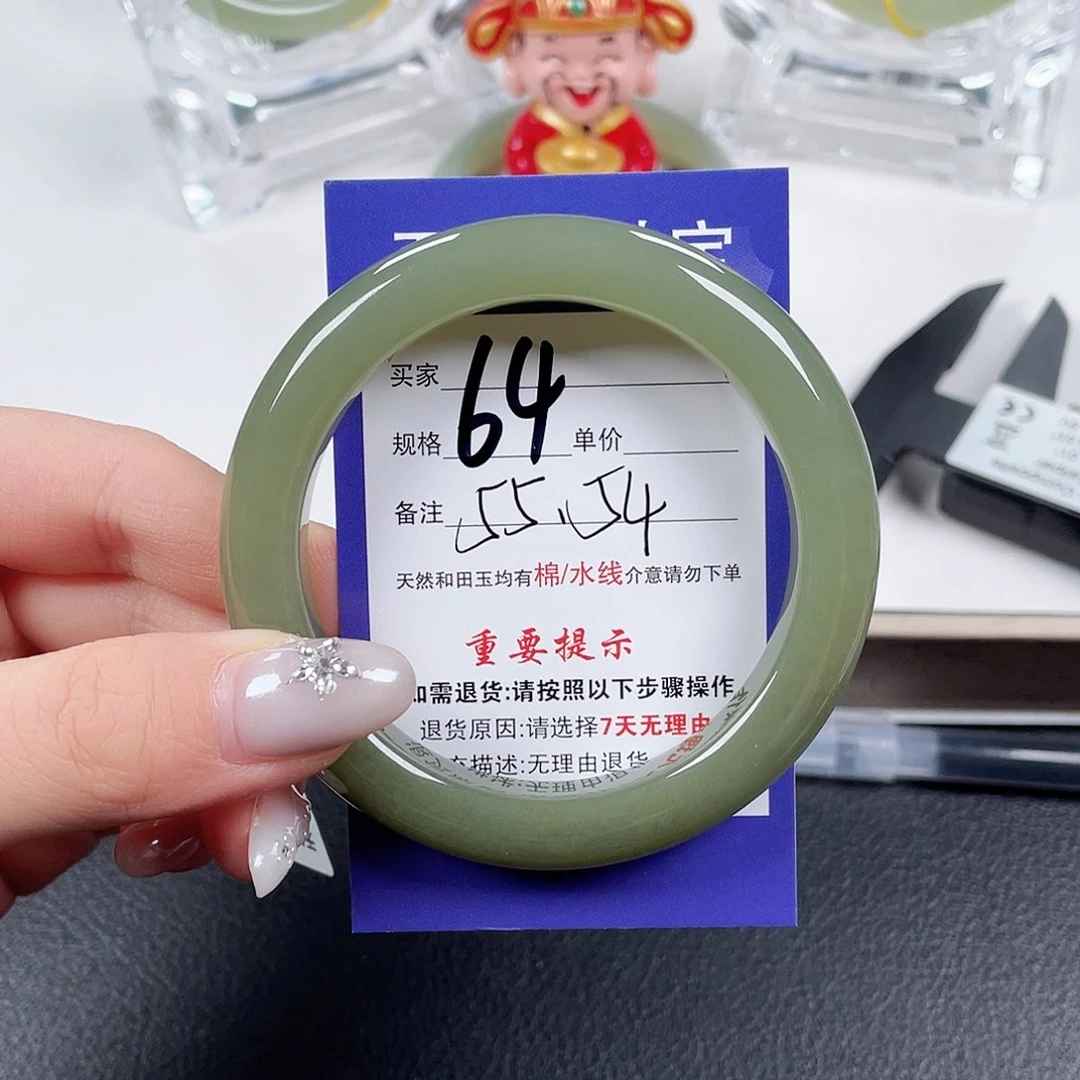 买家 64
规格 单价
备注 55.54
天然和田玉均有棉/水线介意请勿下单
重要提示
如需退货:请按照以下步骤操作
退货原因:请选择7天无理由
描述:无理由退货
CE